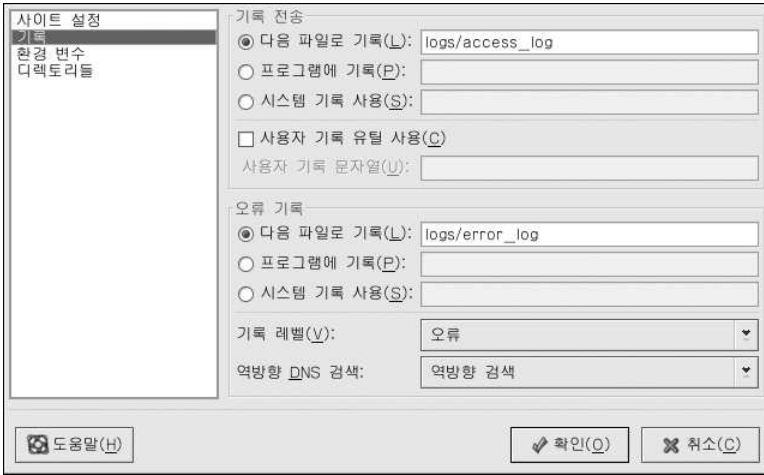 사이트 설정
기록
환경 변수
디렉토리들
기록 전송
다음 파일로 기록(L): logs/access_log
프로그램에 기록(P):
시스템 기록 사용(S):
사용자 기록 유틸 사용(C)
사용자 기록 문자열(U):
오류 기록
다음 파일로 기록(L): logs/error_log
프로그램에 기록(P):
시스템 기록 사용(S):
기록 레벨(V): 오류
역방향 DNS 검색: 역방향 검색
도움말(H)
확인(O)
취소(C)